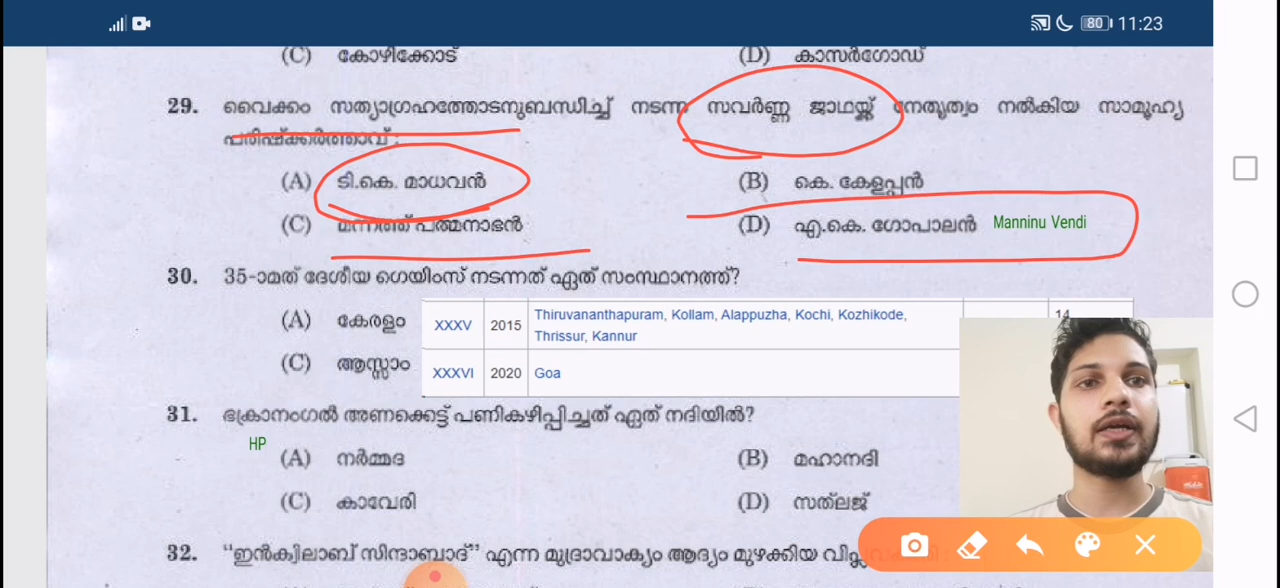 80 11:23
(C) കോഴിക്കോട് (D) കാസർഗോഡ്
29. വൈക്കം സത്യാഗ്രഹത്തോടനുബന്ധിച്ച് നടന്ന സവർണ്ണ ജാഥയ്ക്ക് നേതൃത്വം നൽകിയ സാമൂഹ്യ
പരിഷ്ക്കർത്താവ് :
(A) ടി.കെ. മാധവൻ (B) കെ. കേളപ്പൻ
(C) മന്നത്ത് പത്മനാഭൻ (D) എ.കെ. ഗോപാലൻ Manninu Vendi
30. 35-ാമത് ദേശീയ ഗെയിംസ് നടന്നത് ഏത് സംസ്ഥാനത്ത്?
(A) കേരളം XXXV 2015 Thiruvananthapuram, Kollam, Alappuzha, Kochi, Kozhikode, 14
Thrissur, Kannur
(C) ആസ്സാം XXXVI 2020 Goa
31. ഭക്രാനംഗൽ അണക്കെട്ട് പണികഴിപ്പിച്ചത് ഏത് നദിയിൽ?
HP
(A) നർമ്മദ (B) മഹാനദി
(C) കാവേരി (D) സത്ലജ്
32. “ഇൻക്വിലാബ് സിന്ദാബാദ്” എന്ന മുദ്രാവാക്യം ആദ്യം മുഴക്കിയ